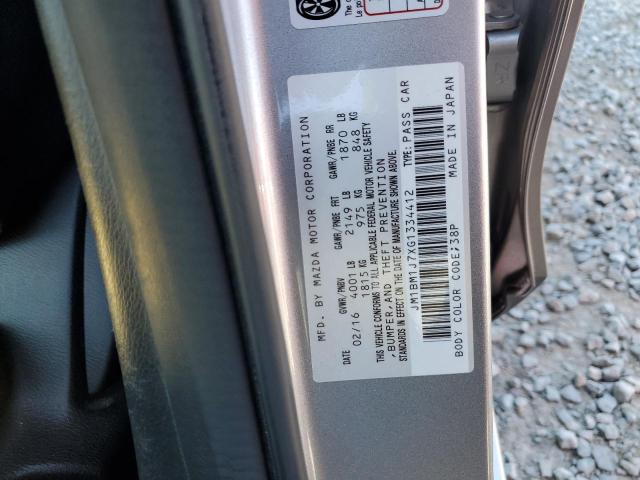 MFD. BY MAZDA MOTOR CORPORATION
GVWR/PNBV GAWR/PNBE FRT GAWR/PNBE RR
DATE 02/16 4001 LB 2149 LB 1870 LB
1815 KG 975 KG 848 KG
THIS VEHICLE CONFORMS TO ALL APPLICABLE FEDERAL MOTOR VEHICLE SAFETY
,BUMPER,AND THEFT PREVENTION
STANDARDS IN EFFECT ON THE DATE OF MANUFACTURE SHOWN ABOVE.
JM1BM1J7XG1334412 TYPE: PASS CAR
BODY COLOR CODE;38P MADE IN JAPAN
The
Le